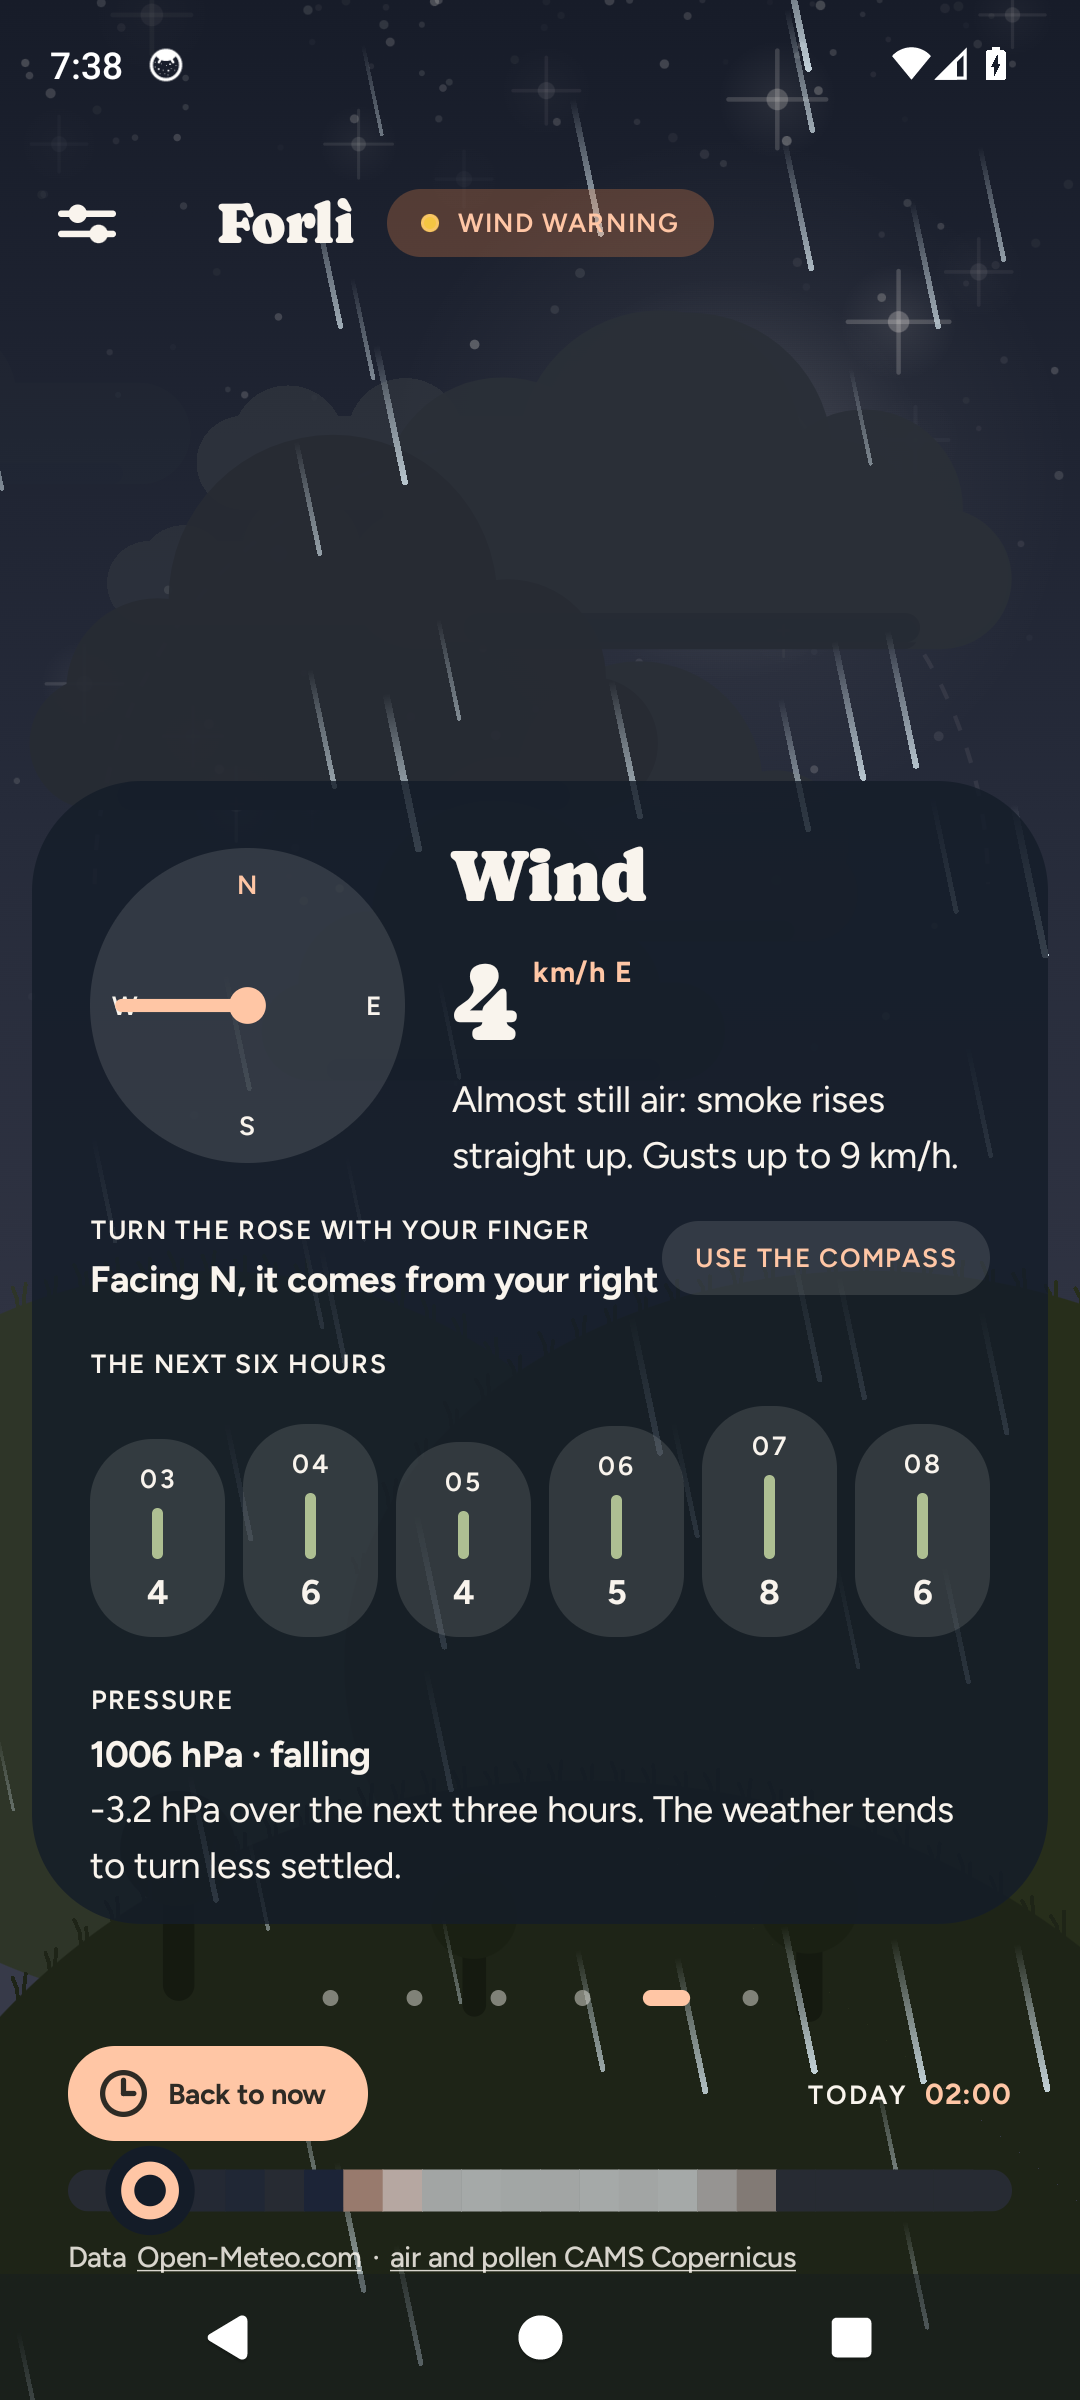 7:38
Forlì
WIND WARNING
Wind
N
W
E
S
4 km/h E
Almost still air: smoke rises
straight up. Gusts up to 9 km/h.
TURN THE ROSE WITH YOUR FINGER
Facing N, it comes from your right
USE THE COMPASS
THE NEXT SIX HOURS
03 04 05 06 07 08
4 6 4 5 8 6
PRESSURE
1006 hPa · falling
-3.2 hPa over the next three hours. The weather tends
to turn less settled.
Back to now
TODAY 02:00
Data Open-Meteo.com · air and pollen CAMS Copernicus